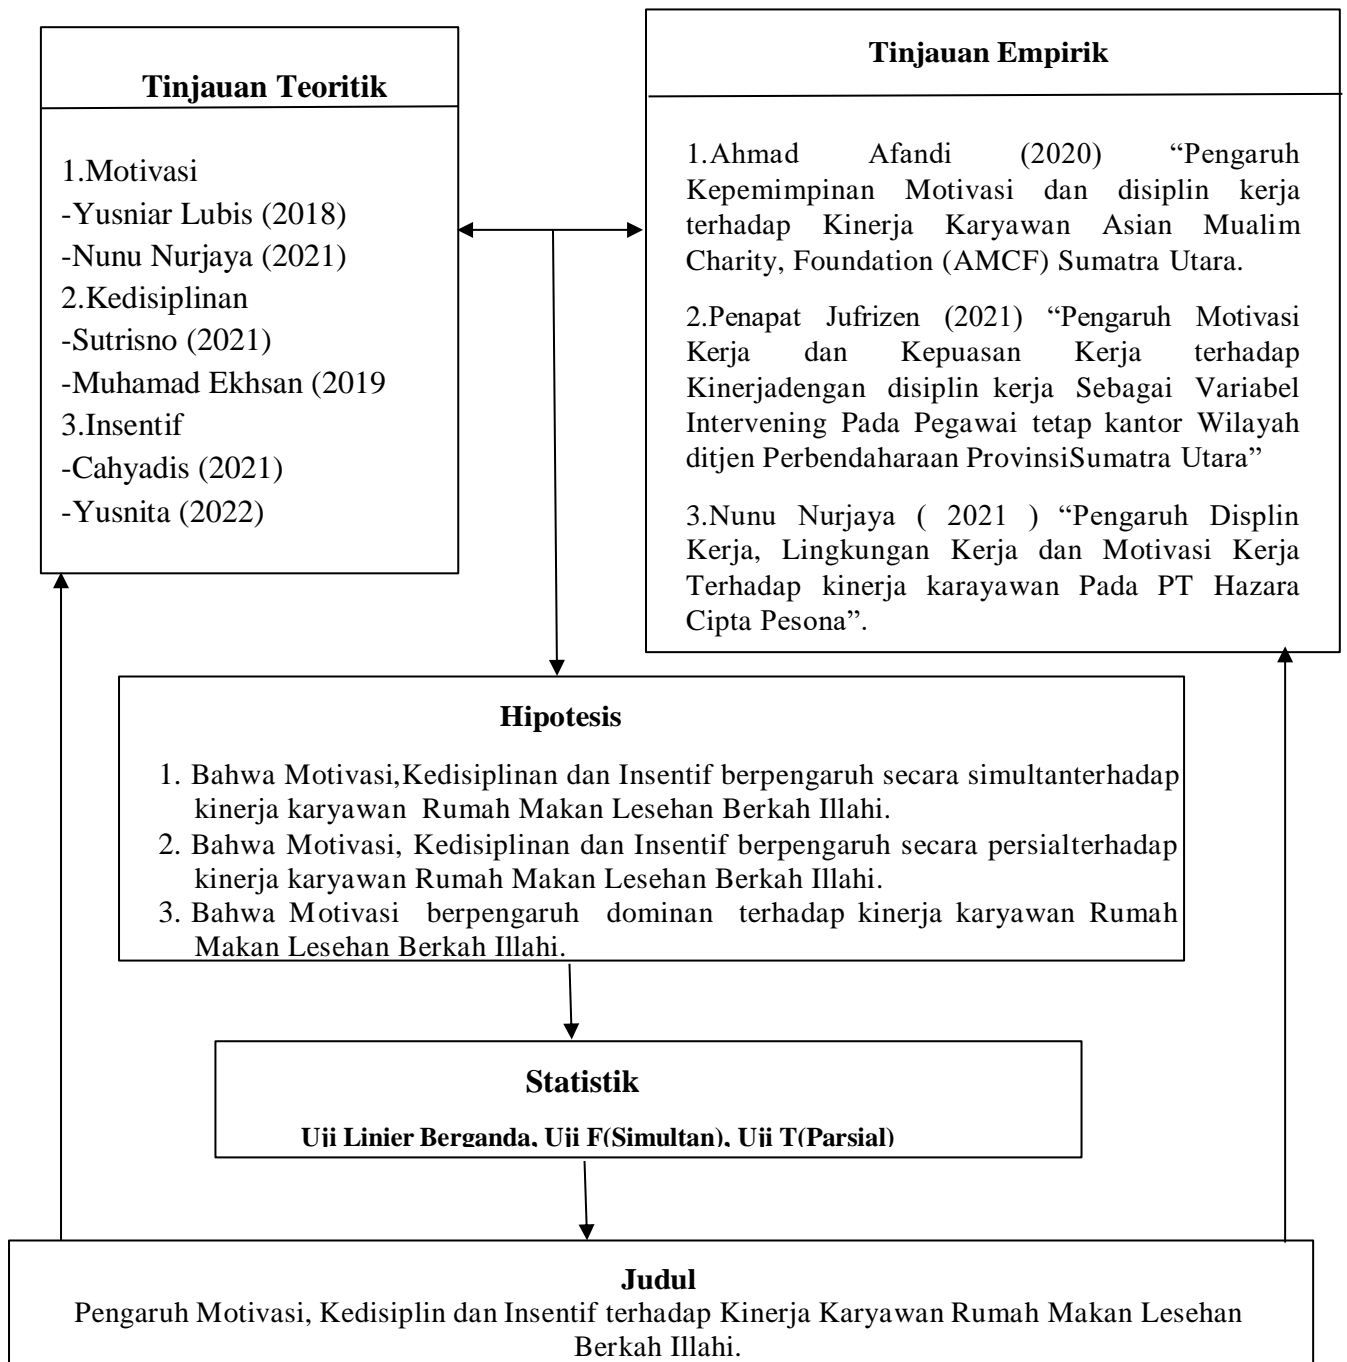 Tinjauan Teoritik
1.Motivasi
-Yusniar Lubis (2018)
-Nunu Nurjaya (2021)
2.Kedisiplinan
-Sutrisno (2021)
-Muhamad Ekhsan (2019
3.Insentif
-Cahyadis (2021)
-Yusnita (2022)
Tinjauan Empirik
1.Ahmad Afandi (2020) “Pengaruh
Kepemimpinan Motivasi dan disiplin kerja
terhadap Kinerja Karyawan Asian Mualim
Charity, Foundation (AMCF) Sumatra Utara.
2.Penapat Jufrizen (2021) “Pengaruh Motivasi
Kerja dan Kepuasan Kerja terhadap
Kinerjadengan disiplin kerja Sebagai Variabel
Intervening Pada Pegawai tetap kantor Wilayah
ditjen Perbendaharaan ProvinsiSumatra Utara”
3.Nunu Nurjaya ( 2021 ) “Pengaruh Displin
Kerja, Lingkungan Kerja dan Motivasi Kerja
Terhadap kinerja karayawan Pada PT Hazara
Cipta Pesona”.
Hipotesis
1. Bahwa Motivasi,Kedisiplinan dan Insentif berpengaruh secara simultanterhadap
kinerja karyawan Rumah Makan Lesehan Berkah Illahi.
2. Bahwa Motivasi, Kedisiplinan dan Insentif berpengaruh secara persialterhadap
kinerja karyawan Rumah Makan Lesehan Berkah Illahi.
3. Bahwa Motivasi berpengaruh dominan terhadap kinerja karyawan Rumah
Makan Lesehan Berkah Illahi.
Statistik
Uji Linier Berganda, Uji F(Simultan), Uji T(Parsial)
Judul
Pengaruh Motivasi, Kedisiplin dan Insentif terhadap Kinerja Karyawan Rumah Makan Lesehan
Berkah Illahi.